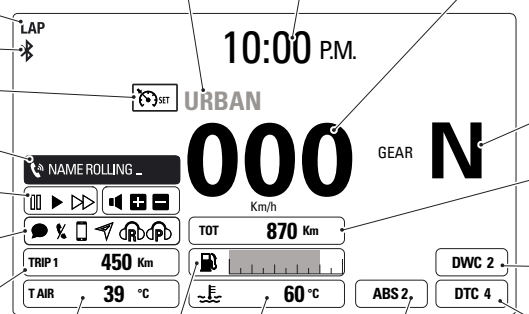 LAP
10:00 P.M.
SET
URBAN
000
GEAR N
NAME ROLLING _
Km/h
R P
TOT 870 Km
TRIP 1 450 Km
DWC 2
T AIR 39 °C
60 °C
ABS 2
DTC 4